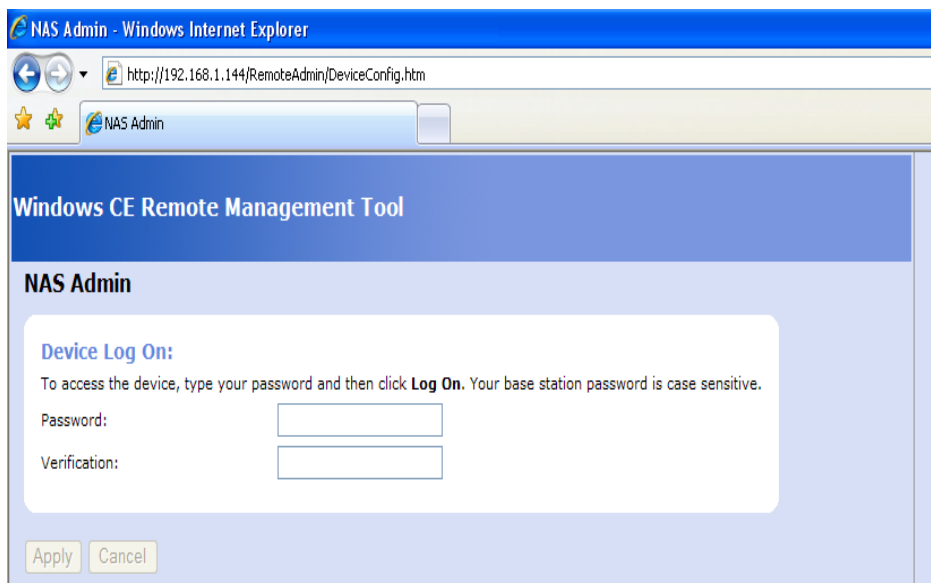 NAS Admin - Windows Internet Explorer
http://192.168.1.144/RemoteAdmin/DeviceConfig.htm
NAS Admin
Windows CE Remote Management Tool
NAS Admin
Device Log On:
To access the device, type your password and then click Log On. Your base station password is case sensitive.
Password:
Verification:
Apply Cancel